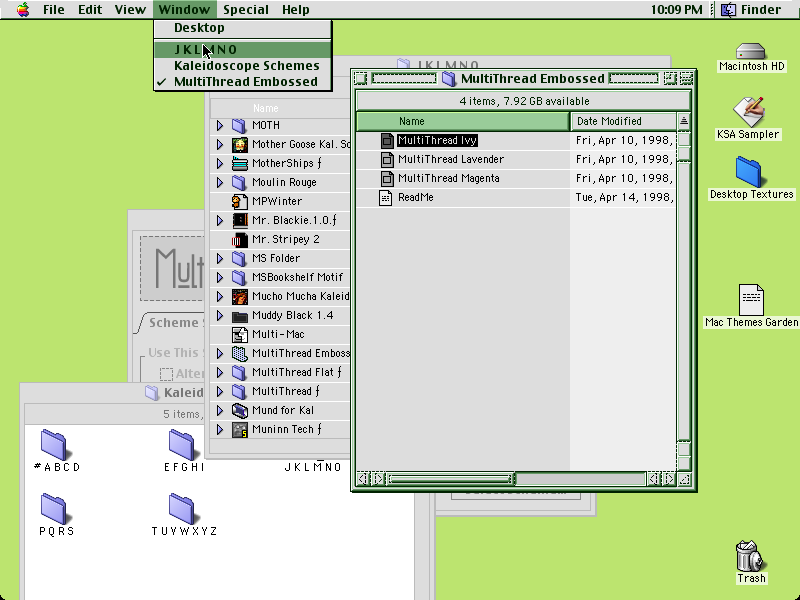 File Edit View Window Special Help 10:09 PM Finder
Desktop
J K L M N O
Kaleidoscope Schemes
✓ MultiThread Embossed
J K L M N O
Name
MOTH
Mother Goose Kal. Sc
MotherShips ƒ
Moulin Rouge
MPWinter
Mr. Blackie.1.0.ƒ
Mr. Stripey 2
MS Folder
MSBookshelf Motif
Mucho Mucha Kaleid
Muddy Black 1.4
Multi-Mac
MultiThread Emboss
MultiThread Flat ƒ
MultiThread ƒ
Mund for Kal
Muninn Tech ƒ
MultiThread Embossed
4 items, 7.92 GB available
Name Date Modified
MultiThread Ivy Fri, Apr 10, 1998,
MultiThread Lavender Fri, Apr 10, 1998,
MultiThread Magenta Fri, Apr 10, 1998,
ReadMe Tue, Apr 14, 1998,
Mult
Scheme S
Use This S
Alter
Kaleid
5 items,
#ABCD
EFGHI
J K L M N O
PQRS
TUVWXYZ
Macintosh HD
KSA Sampler
Desktop Textures
Mac Themes Garden
Trash